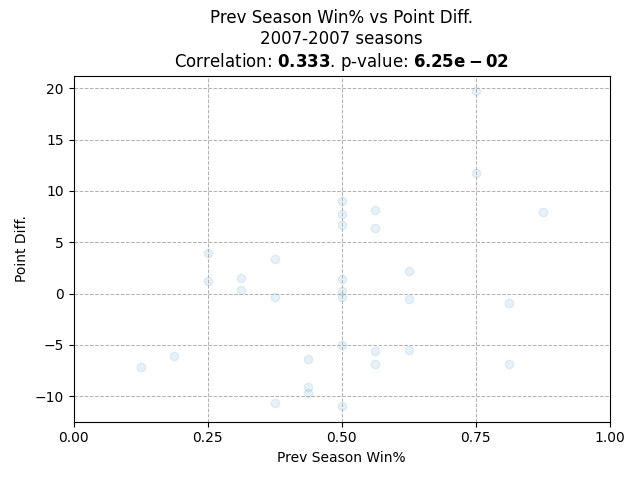 Prev Season Win% vs Point Diff.
2007-2007 seasons
Correlation: 0.333. p-value: 6.25e − 02
20
15
10
5
0
−5
−10
Point Diff.
0.00 0.25 0.50 0.75 1.00
Prev Season Win%